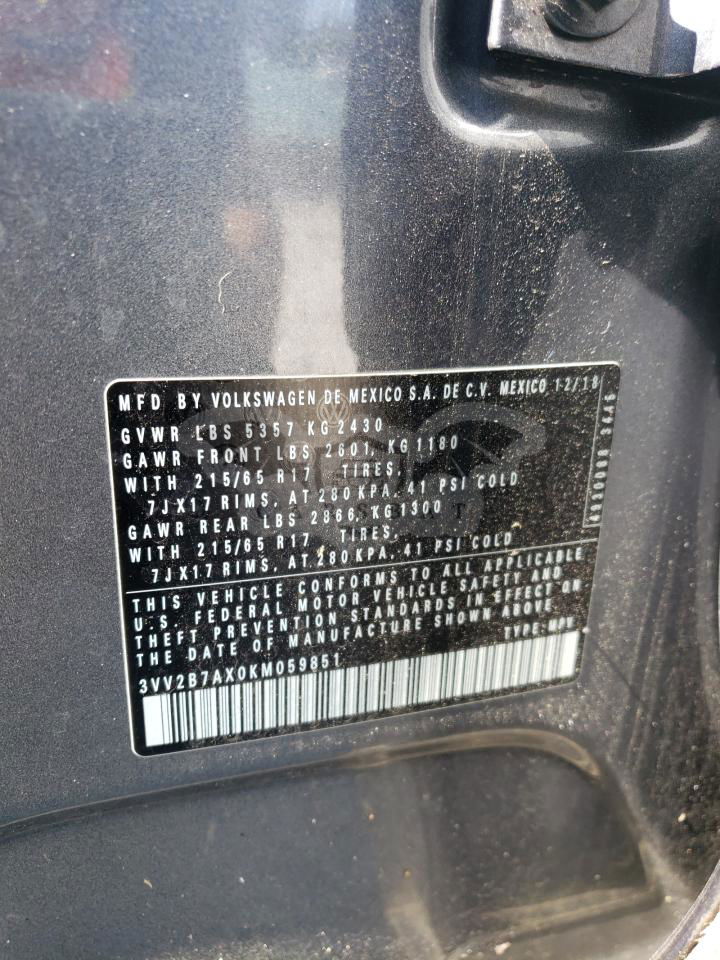 MFD BY VOLKSWAGEN DE MEXICO S.A. DE C.V. MEXICO 12/18
GVWR LBS 5357 KG 2430
GAWR FRONT LBS 2601, KG 1180
WITH 215/65 R17 TIRES,
7JX17 RIMS, AT 280 KPA, 41 PSI COLD
GAWR REAR LBS 2866, KG 1300
WITH 215/65 R17 TIRES,
7JX17 RIMS, AT 280 KPA, 41 PSI COLD
THIS VEHICLE CONFORMS TO ALL APPLICABLE
U.S. FEDERAL MOTOR VEHICLE SAFETY AND
THEFT PREVENTION STANDARDS IN EFFECT ON
THE DATE OF MANUFACTURE SHOWN ABOVE
TYPE: MPV
3VV2B7AX0KM059851